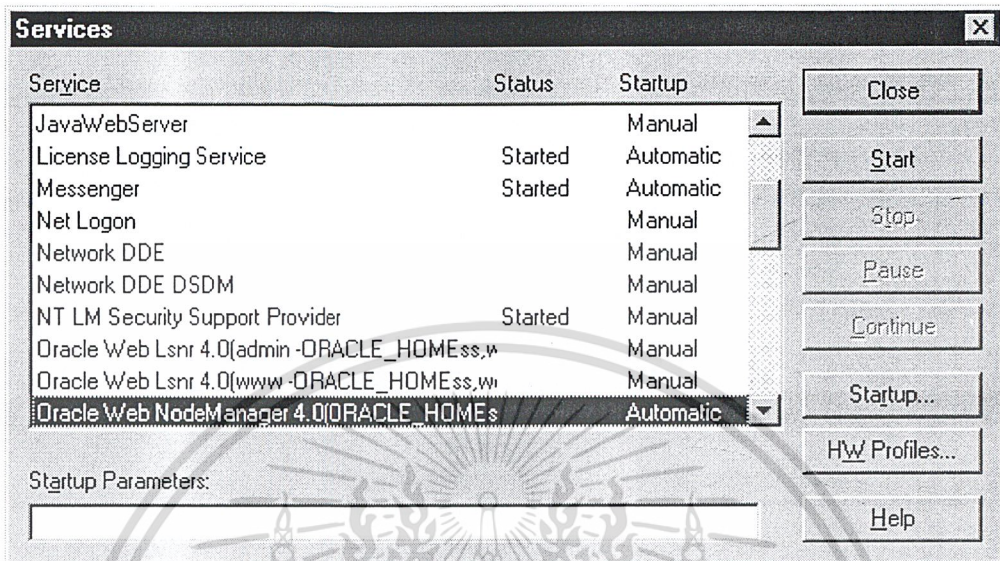 Services
Service Status Startup
JavaWebServer Manual
License Logging Service Started Automatic
Messenger Started Automatic
Net Logon Manual
Network DDE Manual
Network DDE DSDM Manual
NT LM Security Support Provider Started Manual
Oracle Web Lsnr 4.0(admin -ORACLE_HOMEss,w Manual
Oracle Web Lsnr 4.0(www -ORACLE_HOMEss,wi Manual
Oracle Web NodeManager 4.0(ORACLE_HOMEs Automatic
Startup Parameters:
Close
Start
Stop
Pause
Continue
Startup...
HW Profiles...
Help